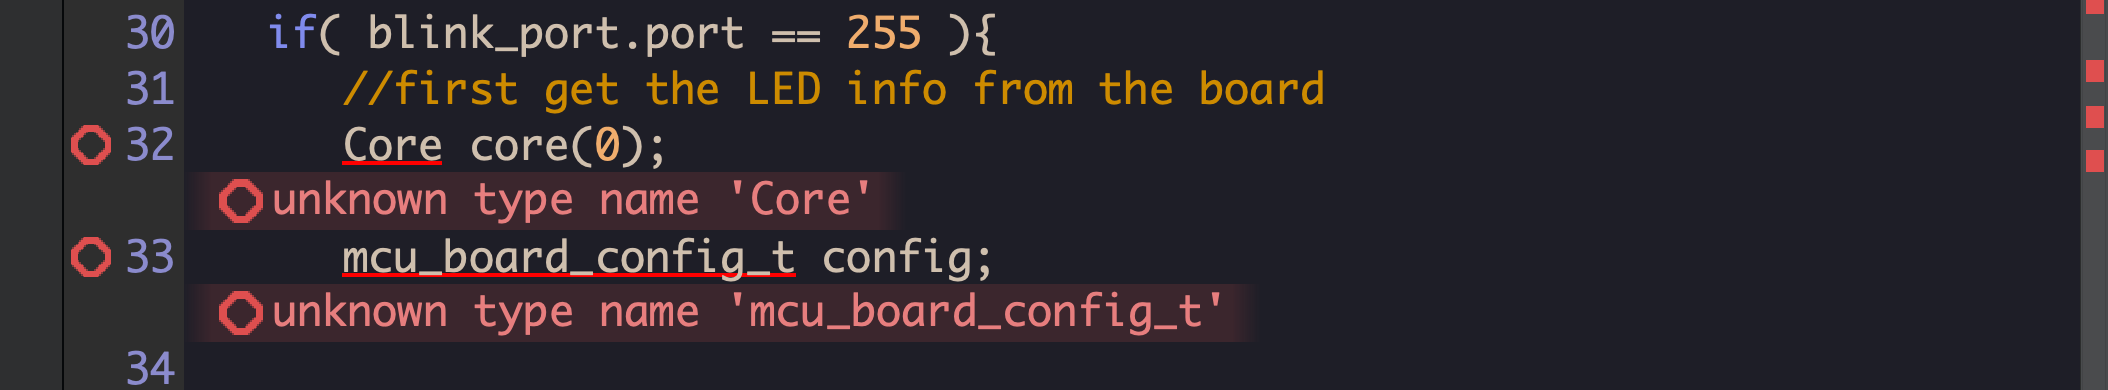 30 if( blink_port.port == 255 ){
31 //first get the LED info from the board
32 Core core(0);
unknown type name 'Core'
33 mcu_board_config_t config;
unknown type name 'mcu_board_config_t'
34